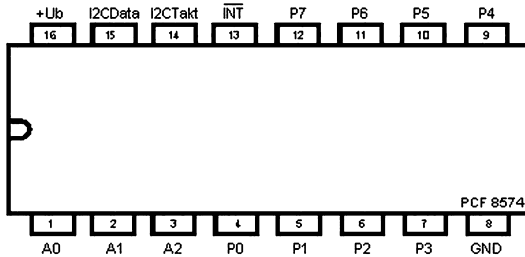 +Ub I2CData I2CTakt INT P7 P6 P5 P4
16 15 14 13 12 11 10 9
PCF 8574
1 2 3 4 5 6 7 8
A0 A1 A2 P0 P1 P2 P3 GND